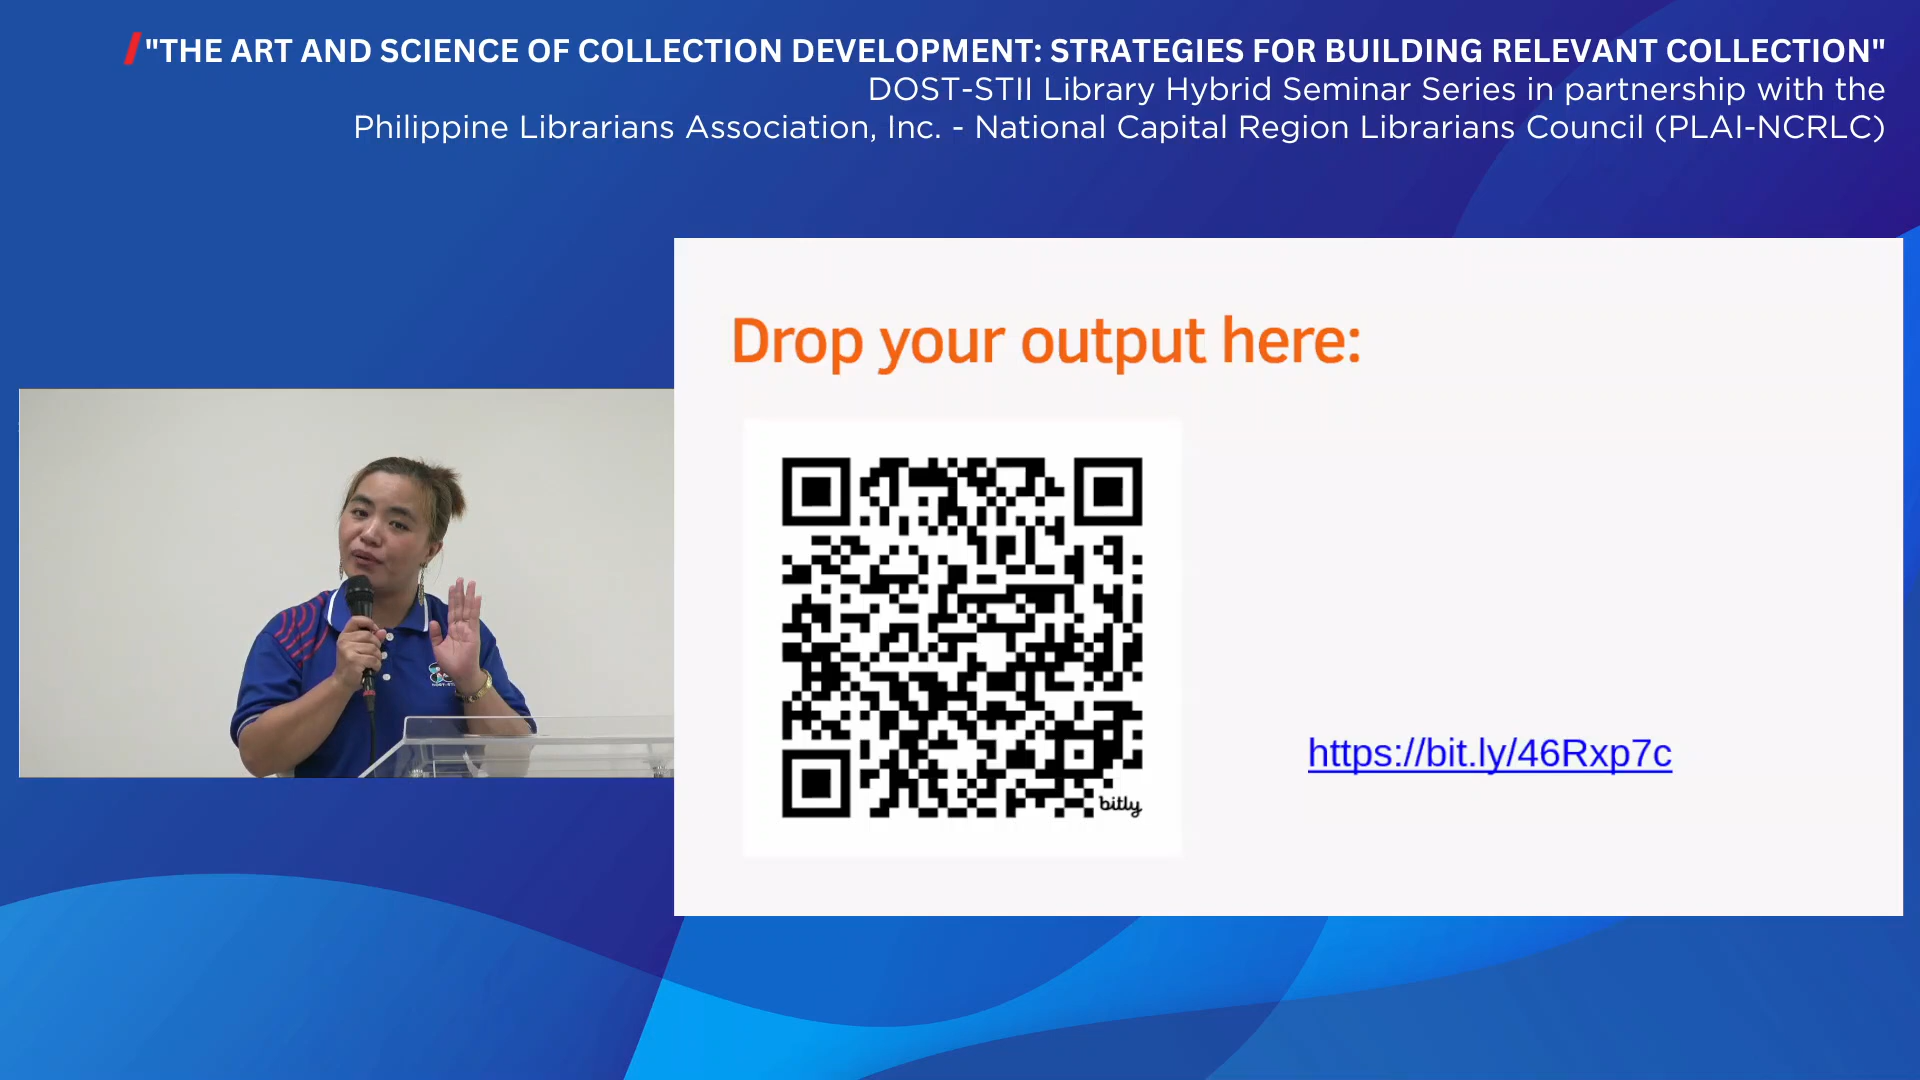 "THE ART AND SCIENCE OF COLLECTION DEVELOPMENT: STRATEGIES FOR BUILDING RELEVANT COLLECTION"
DOST-STII Library Hybrid Seminar Series in partnership with the
Philippine Librarians Association, Inc. - National Capital Region Librarians Council (PLAI-NCRLC)
Drop your output here:
bitly
https://bit.ly/46Rxp7c